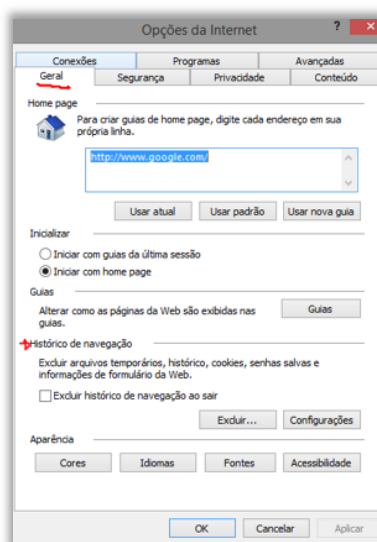 Opções da Internet ?
Conexões Programas Avançadas
Geral Segurança Privacidade Conteúdo
Home page
Para criar guias de home page, digite cada endereço em sua
própria linha.
http://www.google.com/
Usar atual Usar padrão Usar nova guia
Inicializar
Iniciar com guias da última sessão
Iniciar com home page
Guias
Alterar como as páginas da Web são exibidas nas
guias.
Guias
Histórico de navegação
Excluir arquivos temporários, histórico, cookies, senhas salvas e
informações de formulário da Web.
Excluir histórico de navegação ao sair
Excluir... Configurações
Aparência
Cores Idiomas Fontes Acessibilidade
OK Cancelar Aplicar